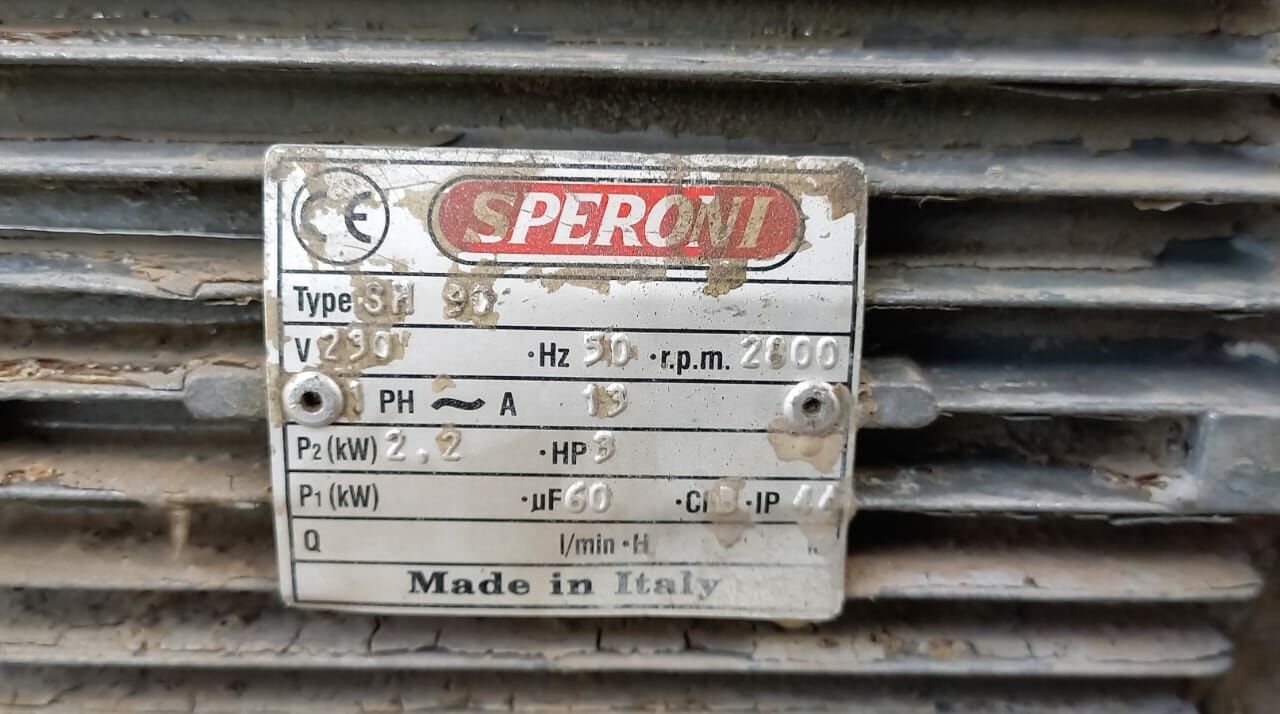 CE SPERONI
Type SH 90
V 230 ·Hz 50 ·r.p.m. 2800
1 PH ~ A 13
P2 (kW) 2.2 ·HP 3
P1 (kW) ·µF 60 ·Cl B ·IP 44
Q l/min ·H
Made in Italy